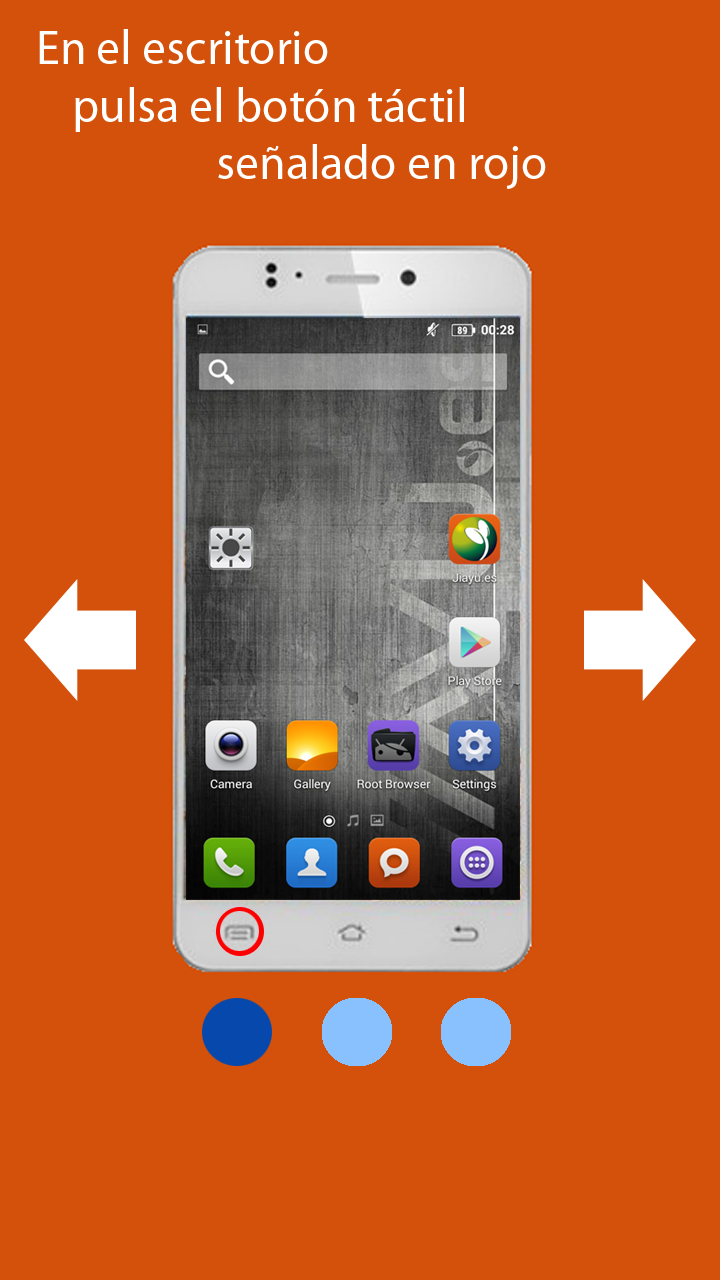 En el escritorio
pulsa el botón táctil
señalado en rojo
89 00:28
Jiayu.es
Play Store
Camera Gallery Root Browser Settings